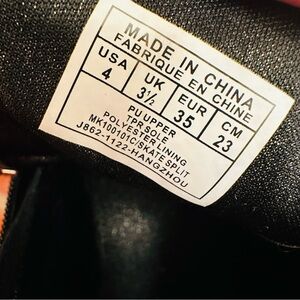 MADE IN CHINA
FABRIQUE EN CHINE
USA UK EUR CM
4 3½ 35 23
PU UPPER
TPR SOLE
POLYESTER LINING
MK100101C/SKATE SPLIT
J862-1122-HANGZHOU